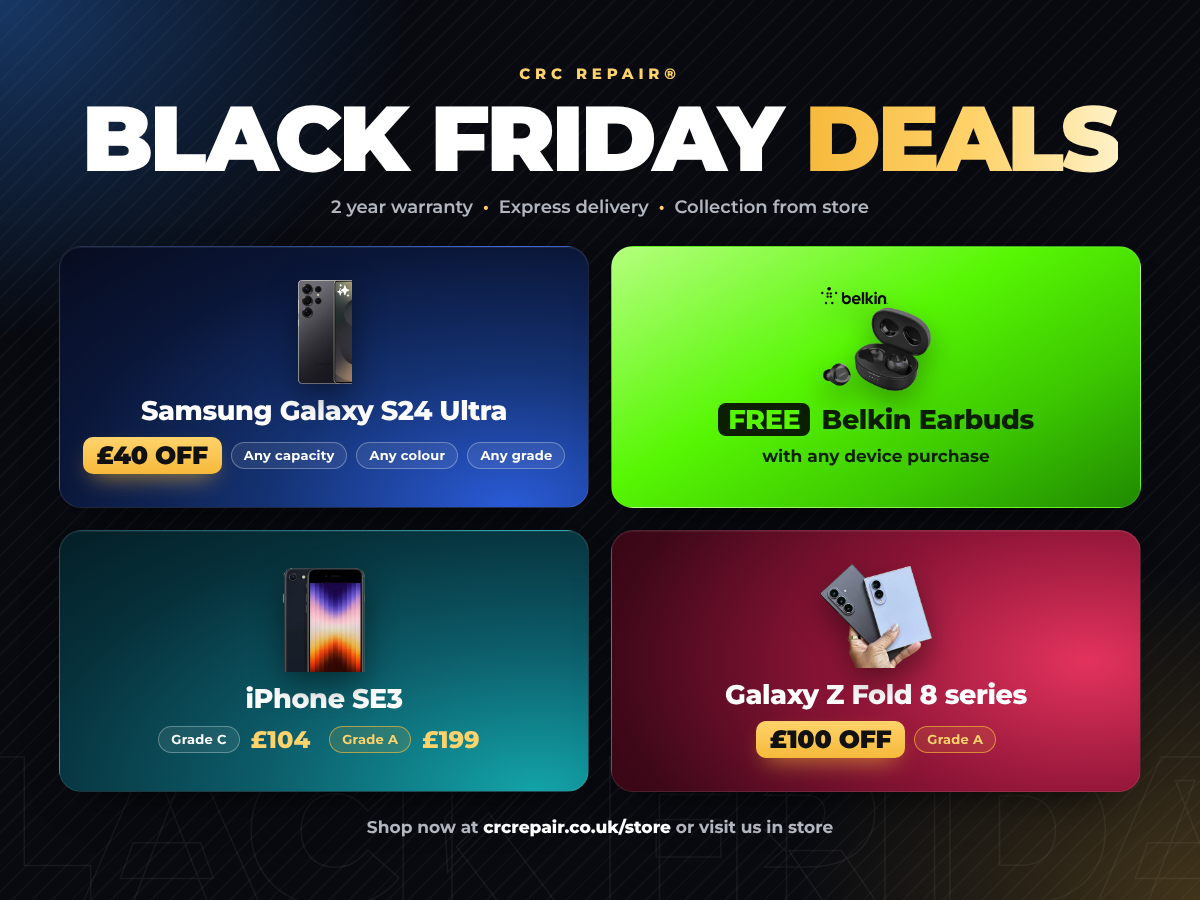 CRC REPAIR®
BLACK FRIDAY DEALS
2 year warranty • Express delivery • Collection from store
Samsung Galaxy S24 Ultra
£40 OFF Any capacity Any colour Any grade
belkin
FREE Belkin Earbuds
with any device purchase
iPhone SE3
Grade C £104 Grade A £199
Galaxy Z Fold 8 series
£100 OFF Grade A
Shop now at crcrepair.co.uk/store or visit us in store